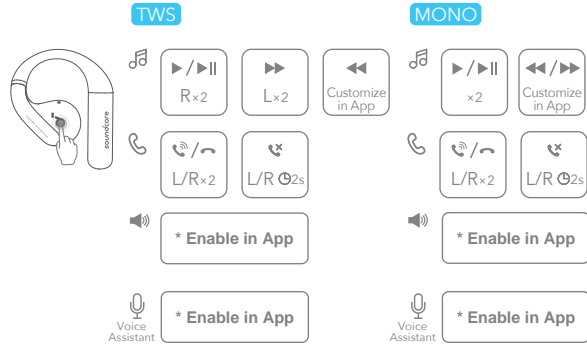 TWS
R×2
L×2
Customize
in App
L/R×2
L/R 2s
* Enable in App
Voice
Assistant
* Enable in App
MONO
×2
Customize
in App
L/R×2
L/R 2s
* Enable in App
Voice
Assistant
* Enable in App
soundcore